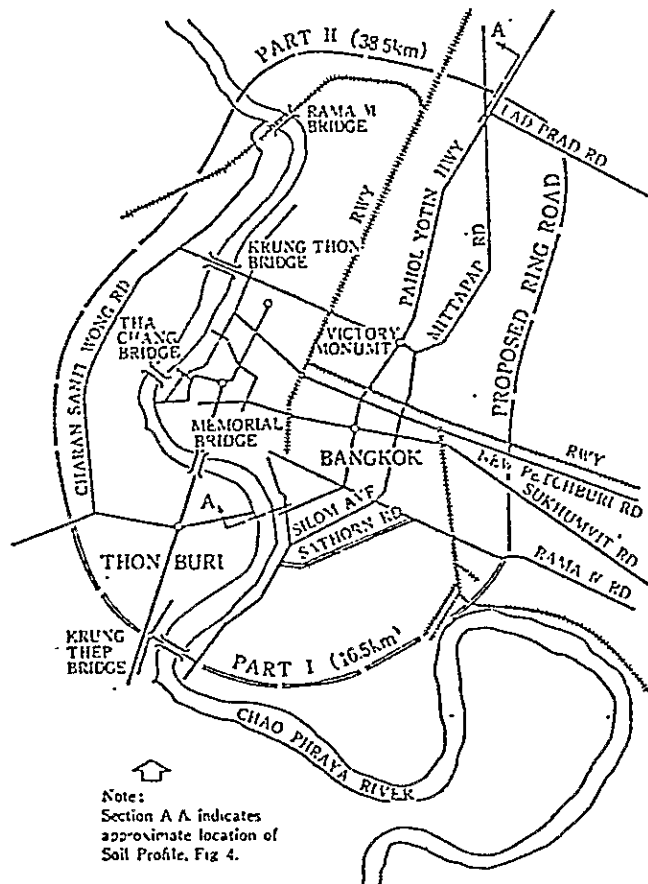 PART II (38.5km)
A
RAMA VI
BRIDGE
LAD PRAD RD
RWY
PAHOL YOTIN HWY
MITTAPAP RD
PROPOSED RING ROAD
KRUNG THON
BRIDGE
CHARAN SANIT WONG RD
THA
CHANG
BRIDGE
VICTORY
MONUMT
MEMORIAL
BRIDGE
BANGKOK
RWY
NEW PETCHBURI RD
SUKHUMVIT RD
RAMA IV RD
A
SILOM AVE
SATHORN RD
THON BURI
KRUNG
THEP
BRIDGE
PART I (16.5km)
CHAO PHRAYA RIVER
Note:
Section A A indicates
approximate location of
Soil Profile, Fig 4.